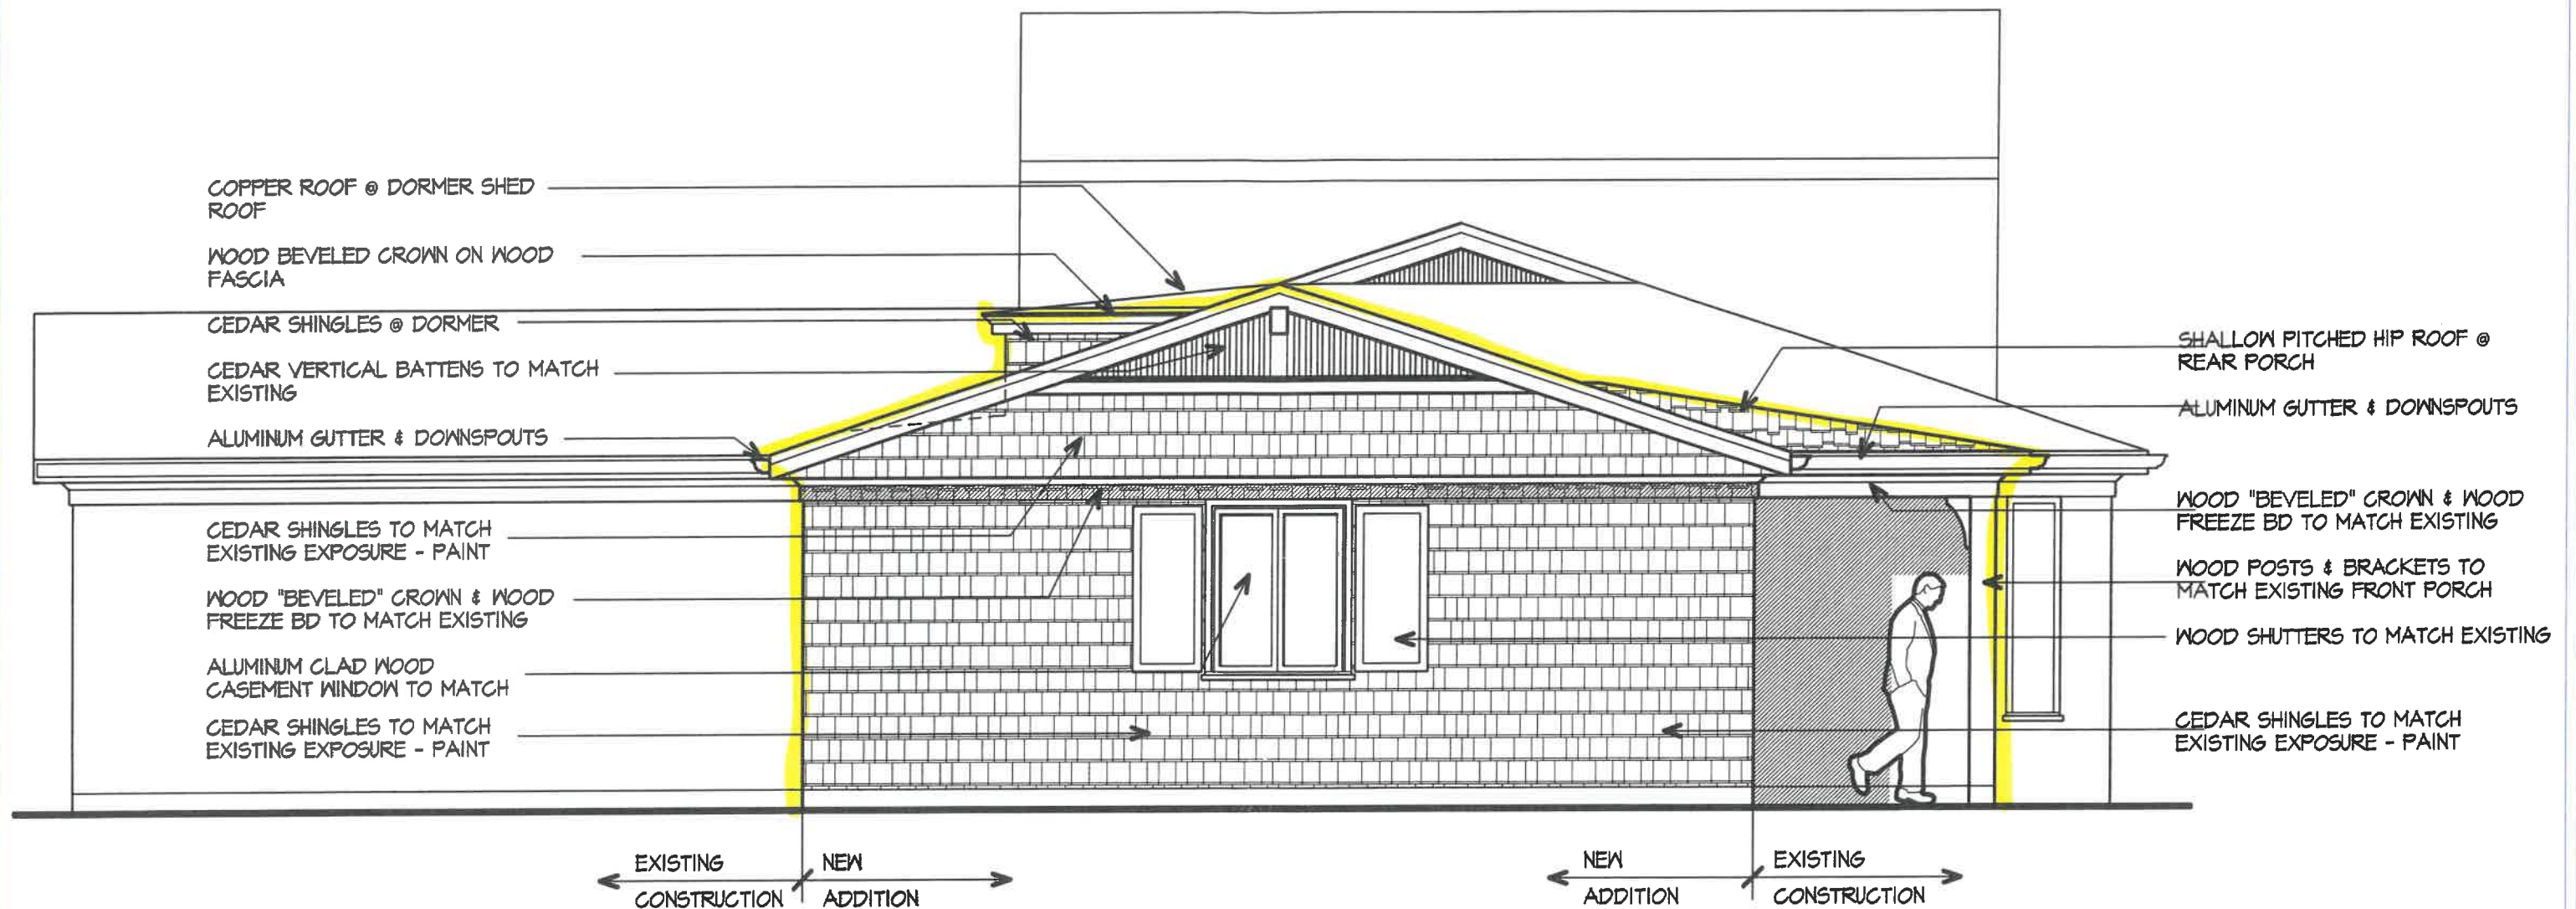 COPPER ROOF @ DORMER SHED
ROOF
WOOD BEVELED CROWN ON WOOD
FASCIA
CEDAR SHINGLES @ DORMER
CEDAR VERTICAL BATTENS TO MATCH
EXISTING
ALUMINUM GUTTER & DOWNSPOUTS
CEDAR SHINGLES TO MATCH
EXISTING EXPOSURE - PAINT
WOOD "BEVELED" CROWN & WOOD
FREEZE BD TO MATCH EXISTING
ALUMINUM CLAD WOOD
CASEMENT WINDOW TO MATCH
CEDAR SHINGLES TO MATCH
EXISTING EXPOSURE - PAINT
SHALLOW PITCHED HIP ROOF @
REAR PORCH
ALUMINUM GUTTER & DOWNSPOUTS
WOOD "BEVELED" CROWN & WOOD
FREEZE BD TO MATCH EXISTING
WOOD POSTS & BRACKETS TO
MATCH EXISTING FRONT PORCH
WOOD SHUTTERS TO MATCH EXISTING
CEDAR SHINGLES TO MATCH
EXISTING EXPOSURE - PAINT
EXISTING
CONSTRUCTION
NEW
ADDITION
NEW
ADDITION
EXISTING
CONSTRUCTION